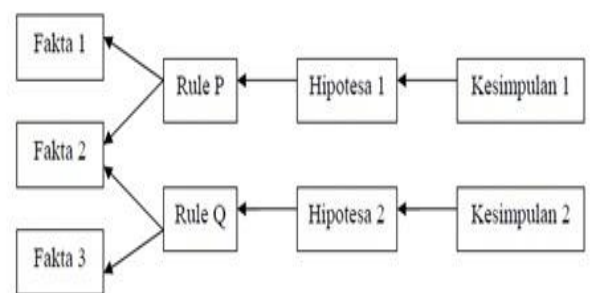 Fakta 1
Rule P
Hipotesa 1
Kesimpulan 1
Fakta 2
Rule Q
Hipotesa 2
Kesimpulan 2
Fakta 3